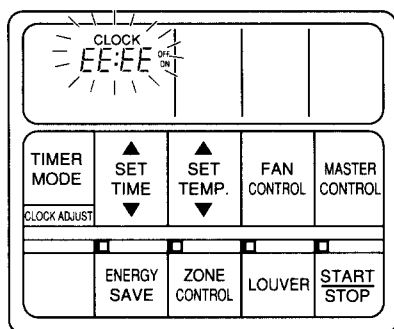 CLOCK
EE:EE
OFF
ON
TIMER
MODE
CLOCK ADJUST
▲
SET
TIME
▼
▲
SET
TEMP.
▼
FAN
CONTROL
MASTER
CONTROL
ENERGY
SAVE
ZONE
CONTROL
LOUVER
START
STOP